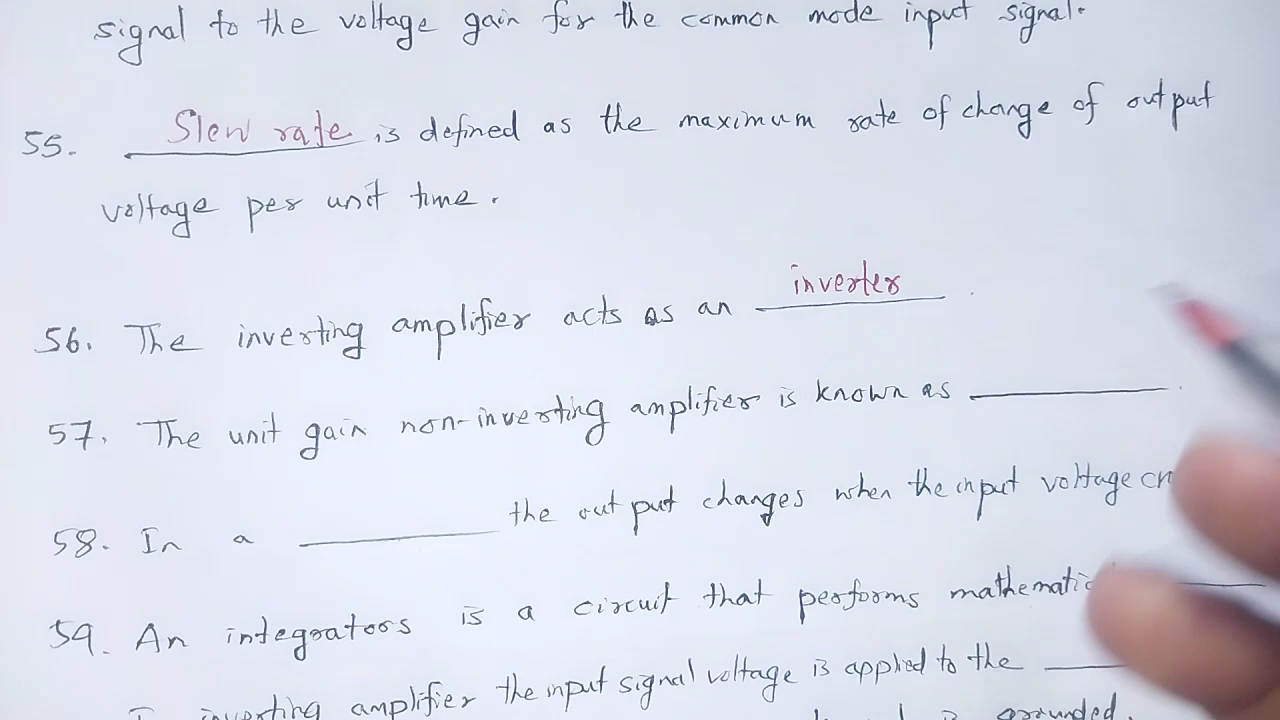 signal to the voltage gain for the common mode input signal.
55. Slew rate is defined as the maximum rate of change of output
voltage per unit time.
56. The inverting amplifier acts as an inverter
57. The unit gain non-inverting amplifier is known as
58. In a the output changes when the input voltage
59. An integrators is a circuit that performs
inverting amplifier the input signal voltage is applied to the
is grounded.